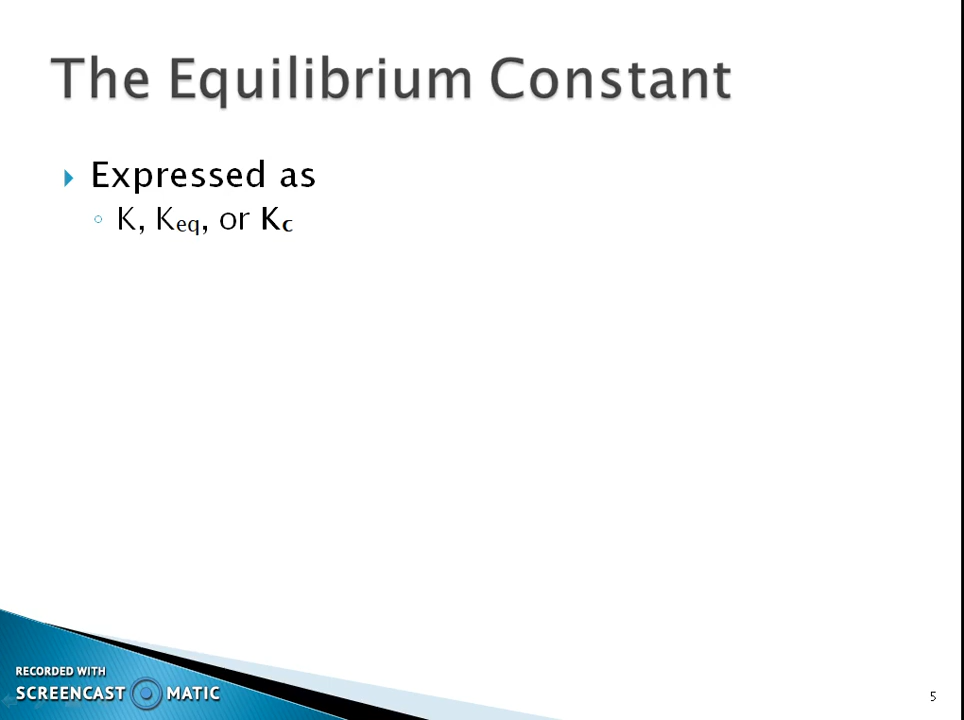 The Equilibrium Constant
Expressed as
K, Keq, or Kc
RECORDED WITH
SCREENCAST MATIC
5